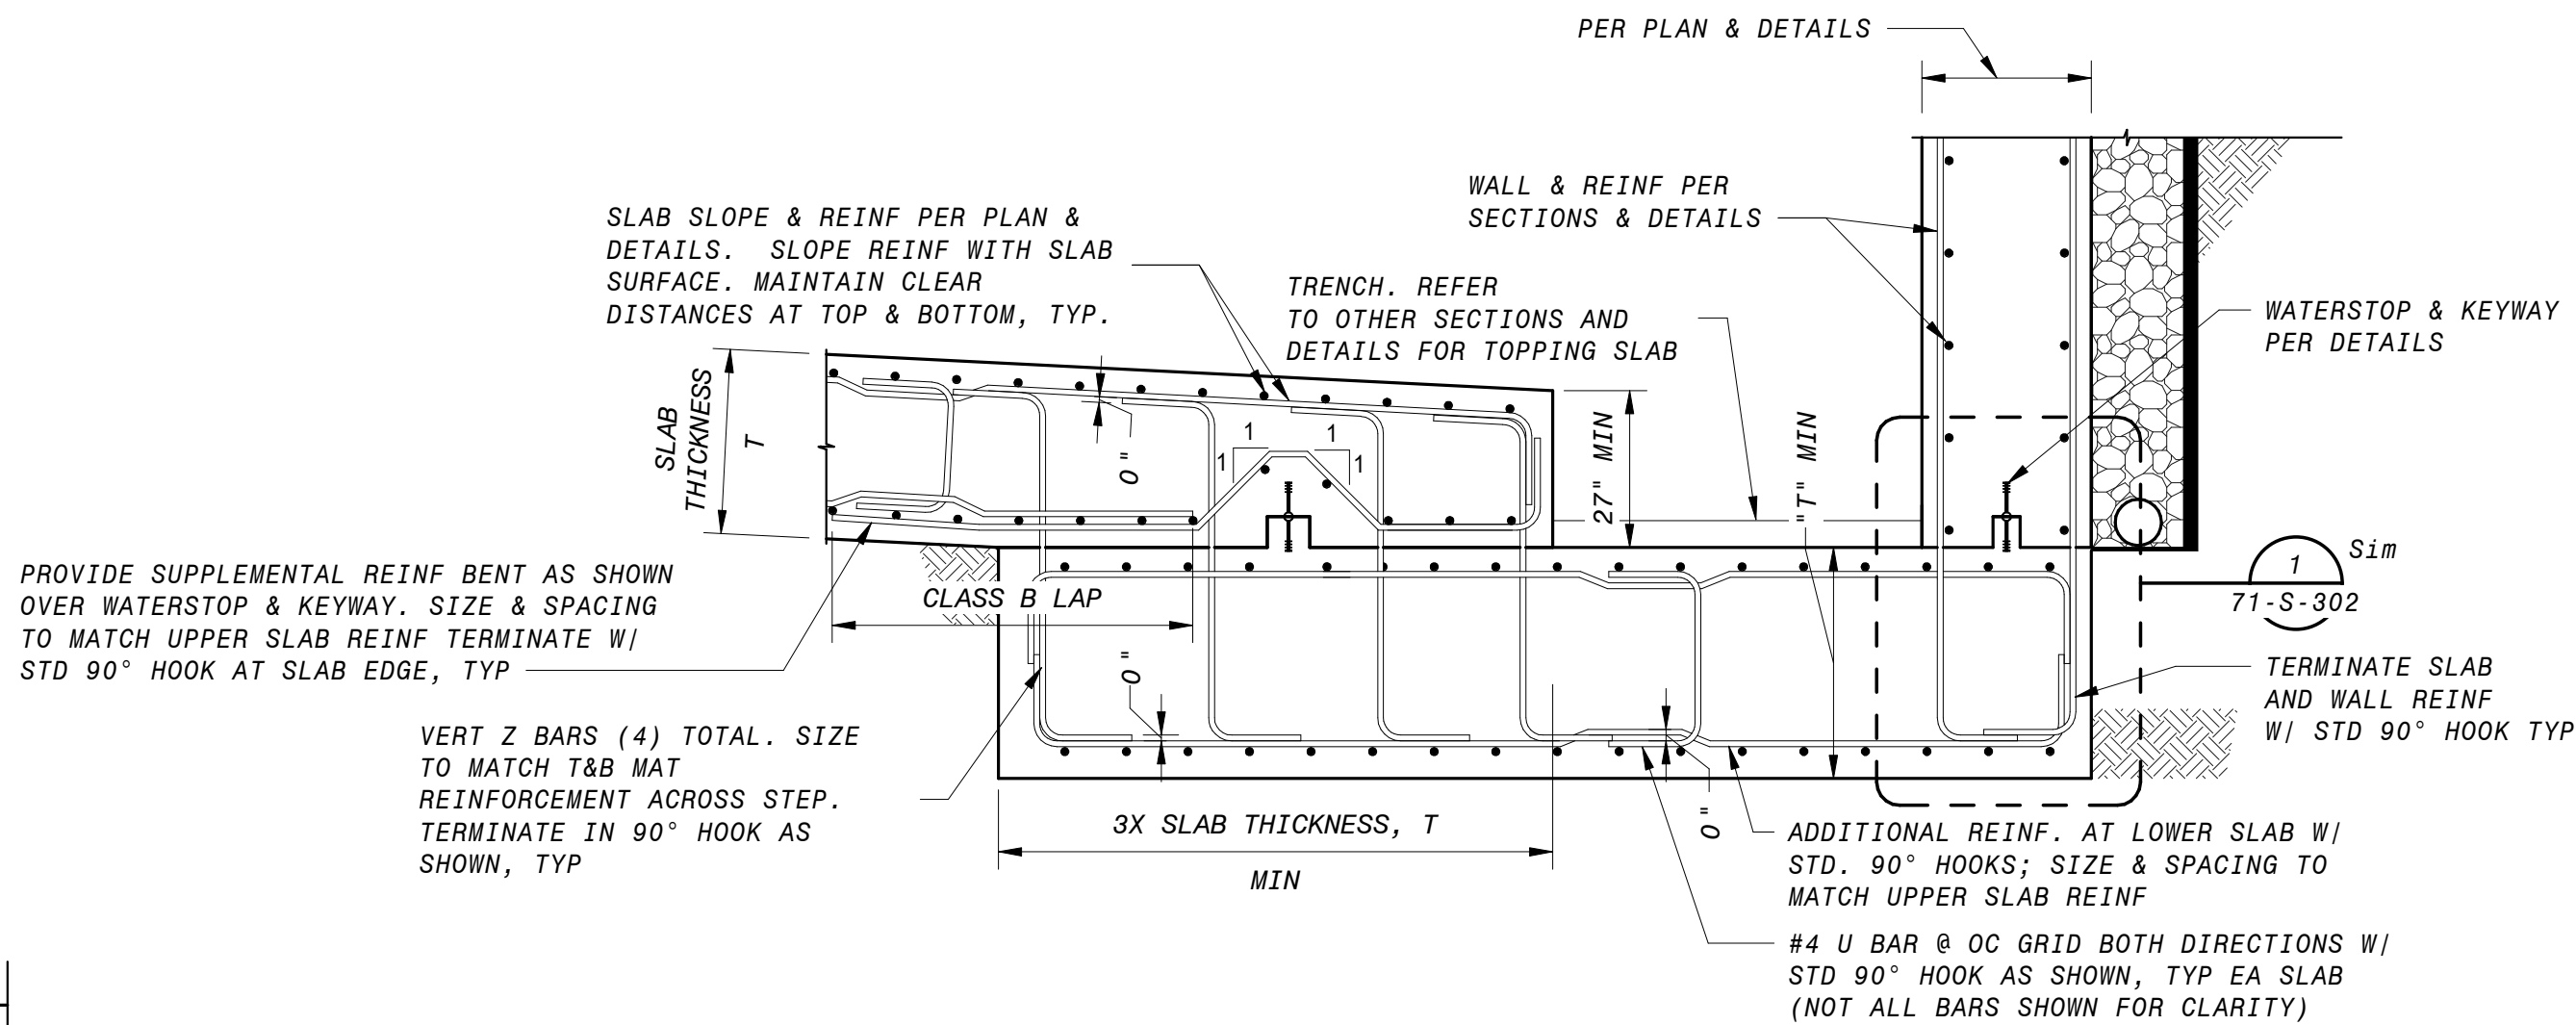 PER PLAN & DETAILS
WALL & REINF PER
SECTIONS & DETAILS
SLAB SLOPE & REINF PER PLAN &
DETAILS.  SLOPE REINF WITH SLAB
SURFACE. MAINTAIN CLEAR
DISTANCES AT TOP & BOTTOM, TYP.
TRENCH. REFER
TO OTHER SECTIONS AND
DETAILS FOR TOPPING SLAB
WATERSTOP & KEYWAY
PER DETAILS
SLAB
THICKNESS
T
0"
1
1
1
1
27" MIN
"T" MIN
1
Sim
71-S-302
PROVIDE SUPPLEMENTAL REINF BENT AS SHOWN
OVER WATERSTOP & KEYWAY. SIZE & SPACING
TO MATCH UPPER SLAB REINF TERMINATE W/
STD 90° HOOK AT SLAB EDGE, TYP
CLASS B LAP
0"
TERMINATE SLAB
AND WALL REINF
W/ STD 90° HOOK TYP
VERT Z BARS (4) TOTAL. SIZE
TO MATCH T&B MAT
REINFORCEMENT ACROSS STEP.
TERMINATE IN 90° HOOK AS
SHOWN, TYP
3X SLAB THICKNESS, T
MIN
0"
ADDITIONAL REINF. AT LOWER SLAB W/
STD. 90° HOOKS; SIZE & SPACING TO
MATCH UPPER SLAB REINF
#4 U BAR @ OC GRID BOTH DIRECTIONS W/
STD 90° HOOK AS SHOWN, TYP EA SLAB
(NOT ALL BARS SHOWN FOR CLARITY)